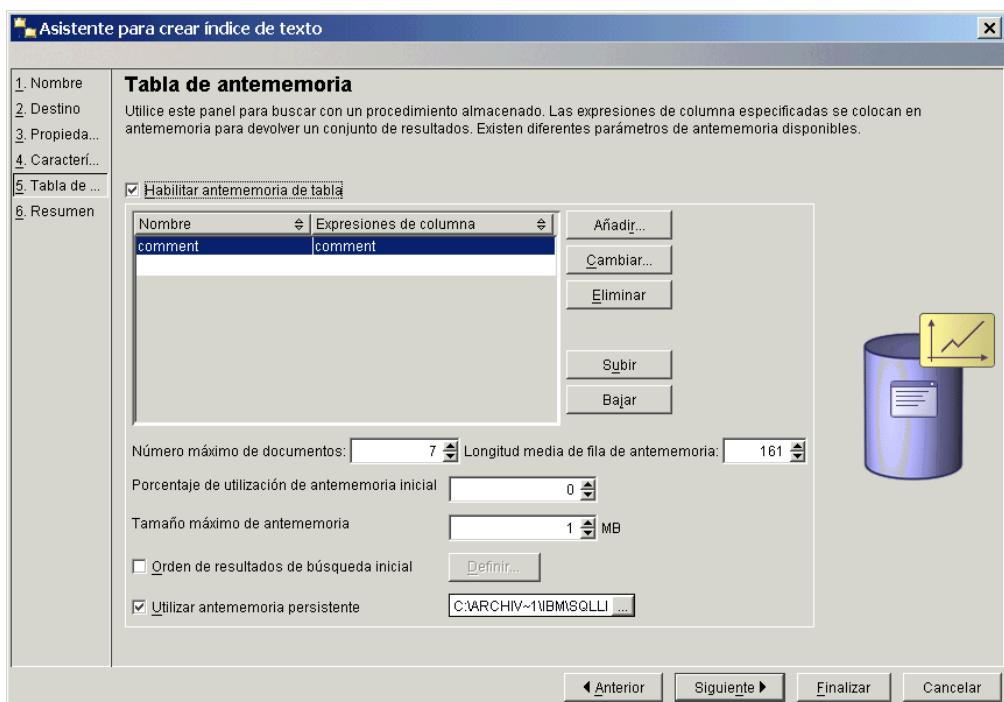 Asistente para crear índice de texto
1. Nombre
2. Destino
3. Propieda...
4. Caracterí...
5. Tabla de ...
6. Resumen
Tabla de antememoria
Utilice este panel para buscar con un procedimiento almacenado. Las expresiones de columna especificadas se colocan en
antememoria para devolver un conjunto de resultados. Existen diferentes parámetros de antememoria disponibles.
Habilitar antememoria de tabla
Nombre Expresiones de columna
comment comment
Añadir...
Cambiar...
Eliminar
Subir
Bajar
Número máximo de documentos: 7 Longitud media de fila de antememoria: 161
Porcentaje de utilización de antememoria inicial 0
Tamaño máximo de antememoria 1 MB
Orden de resultados de búsqueda inicial Definir...
Utilizar antememoria persistente C:\ARCHIV~1\IBM\SQLLI ...
Anterior Siguiente Finalizar Cancelar